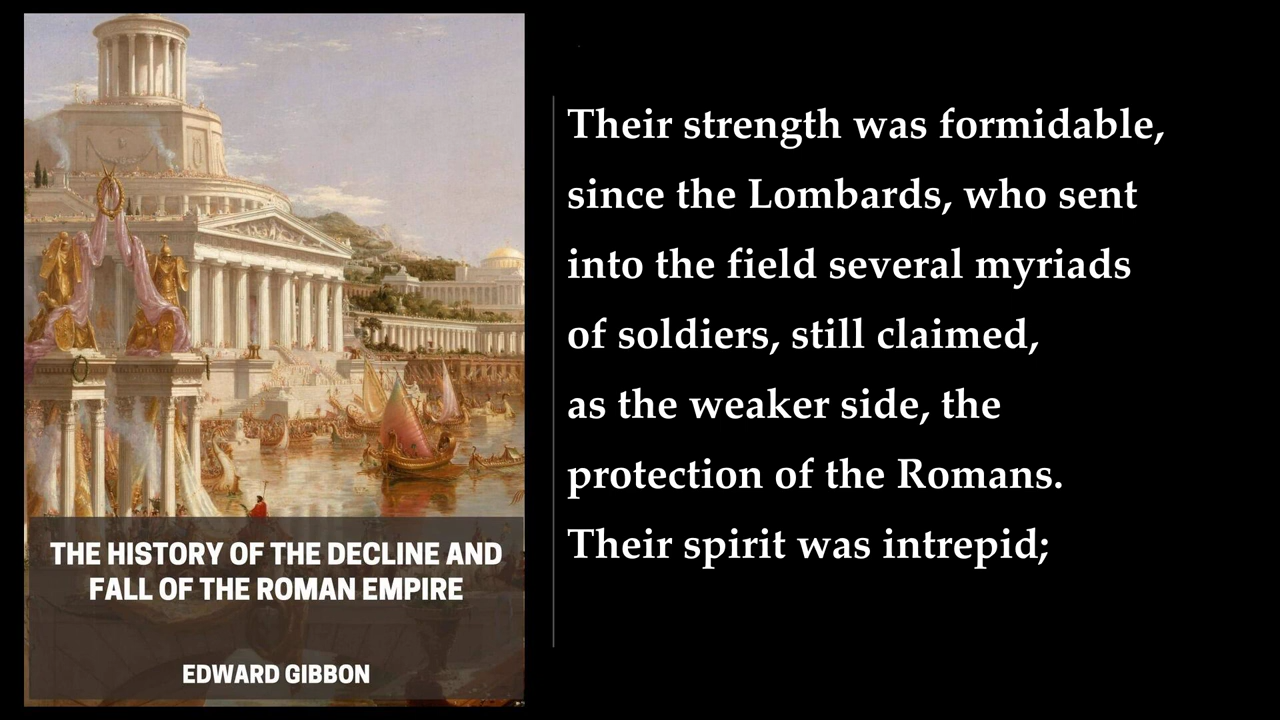 THE HISTORY OF THE DECLINE AND
FALL OF THE ROMAN EMPIRE
EDWARD GIBBON
Their strength was formidable,
since the Lombards, who sent
into the field several myriads
of soldiers, still claimed,
as the weaker side, the
protection of the Romans.
Their spirit was intrepid;